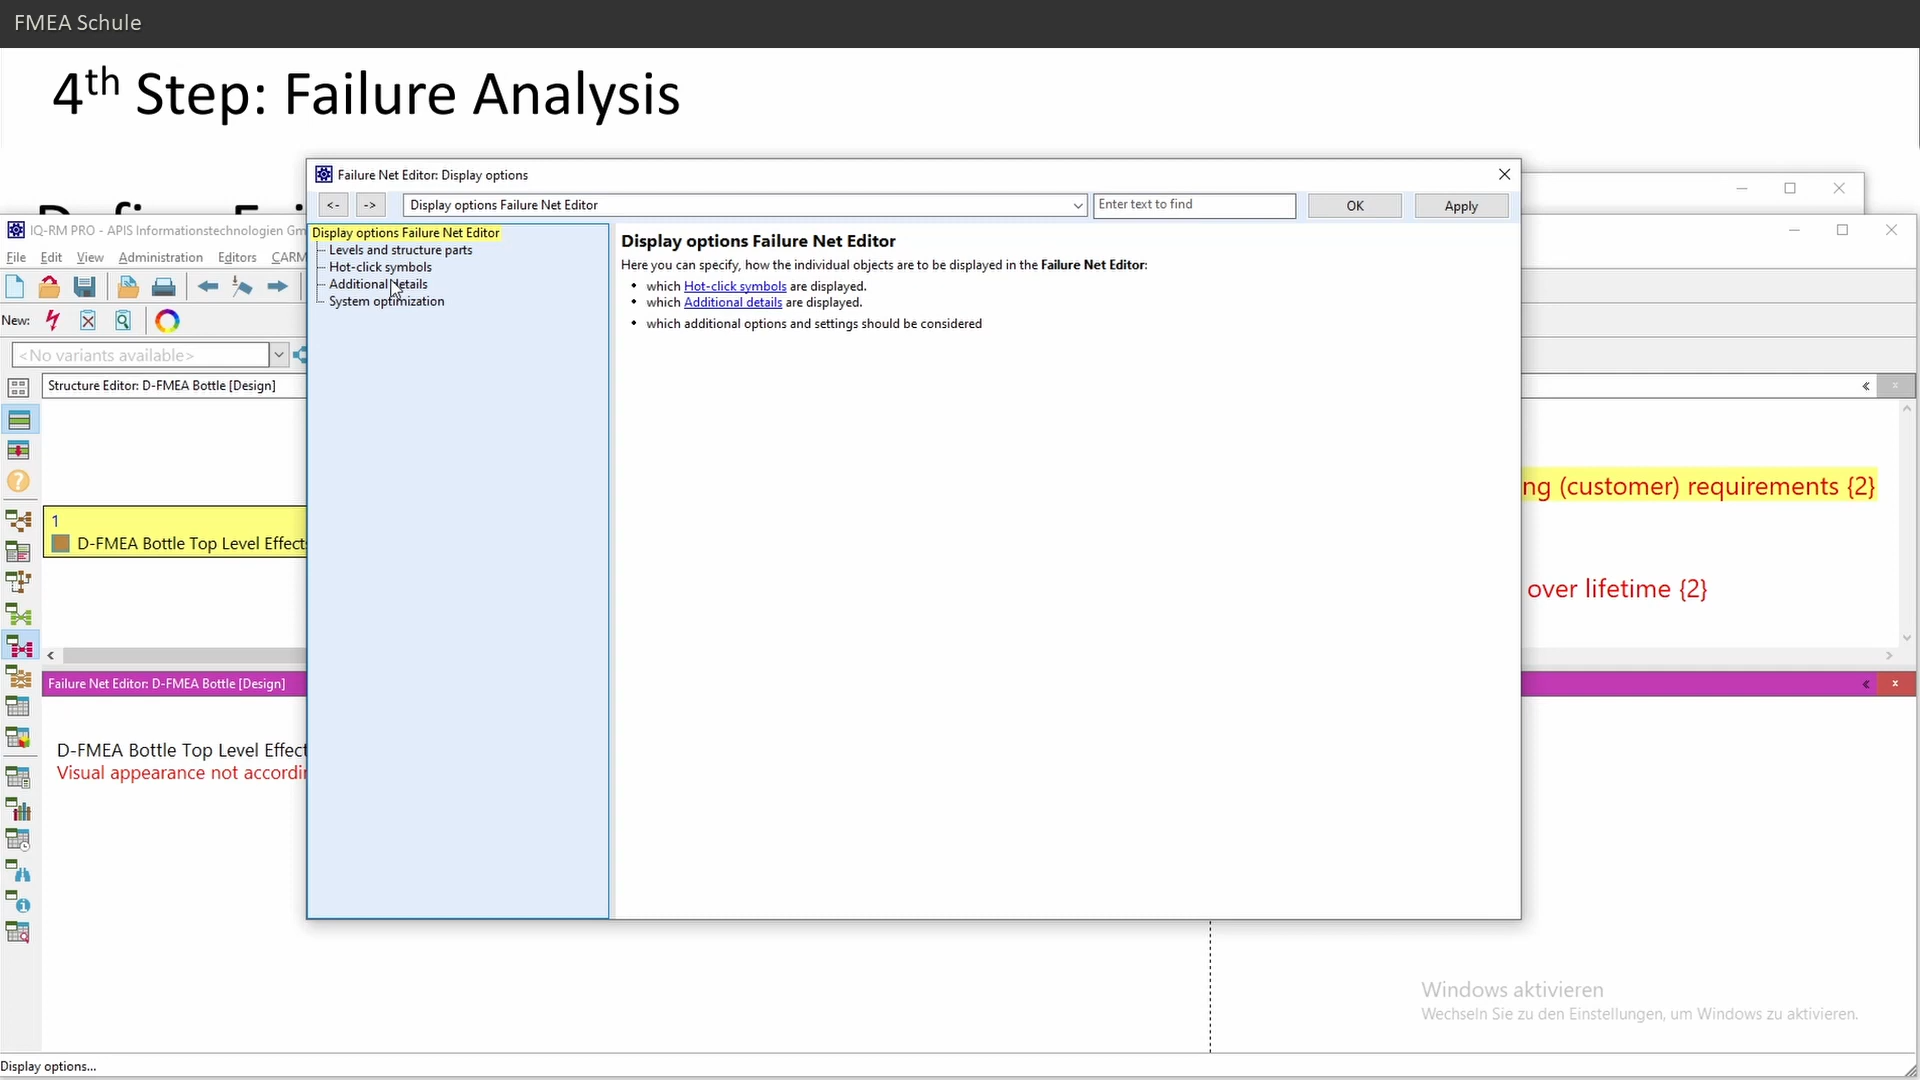 FMEA Schule
4th Step: Failure Analysis
Failure Net Editor: Display options
<-
->
Display options Failure Net Editor
Enter text to find
OK
Apply
Display options Failure Net Editor
Levels and structure parts
Hot-click symbols
Additional details
System optimization
Display options Failure Net Editor
Here you can specify, how the individual objects are to be displayed in the Failure Net Editor:
• which Hot-click symbols are displayed.
• which Additional details are displayed.
• which additional options and settings should be considered
IQ-RM PRO - APIS Informationstechnologien Gm
File Edit View Administration Editors CARM
New:
<No variants available>
Structure Editor: D-FMEA Bottle [Design]
1
D-FMEA Bottle Top Level Effect
ng (customer) requirements {2}
over lifetime {2}
Failure Net Editor: D-FMEA Bottle [Design]
D-FMEA Bottle Top Level Effect
Visual appearance not accordin
Windows aktivieren
Wechseln Sie zu den Einstellungen, um Windows zu aktivieren.
Display options...